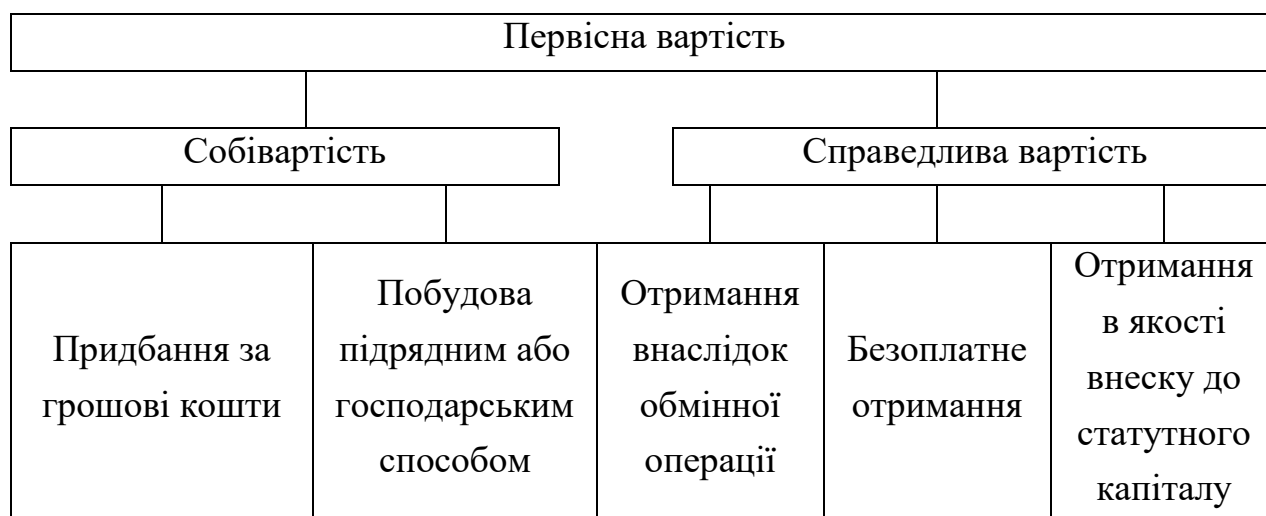 Первісна вартість
Собівартість
Справедлива вартість
Придбання за
грошові кошти
Побудова
підрядним або
господарським
способом
Отримання
внаслідок
обмінної
операції
Безоплатне
отримання
Отримання
в якості
внеску до
статутного
капіталу